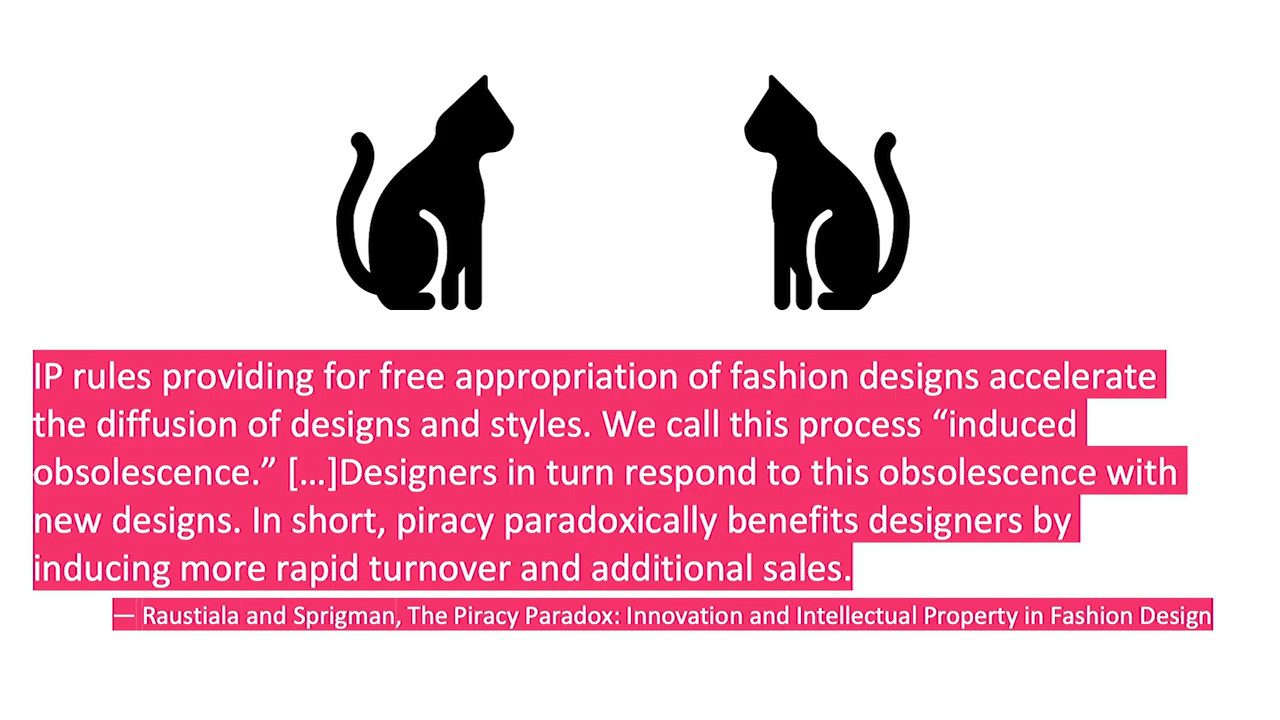 IP rules providing for free appropriation of fashion designs accelerate
the diffusion of designs and styles. We call this process “induced
obsolescence.” [...]Designers in turn respond to this obsolescence with
new designs. In short, piracy paradoxically benefits designers by
inducing more rapid turnover and additional sales.
— Raustiala and Sprigman, The Piracy Paradox: Innovation and Intellectual Property in Fashion Design